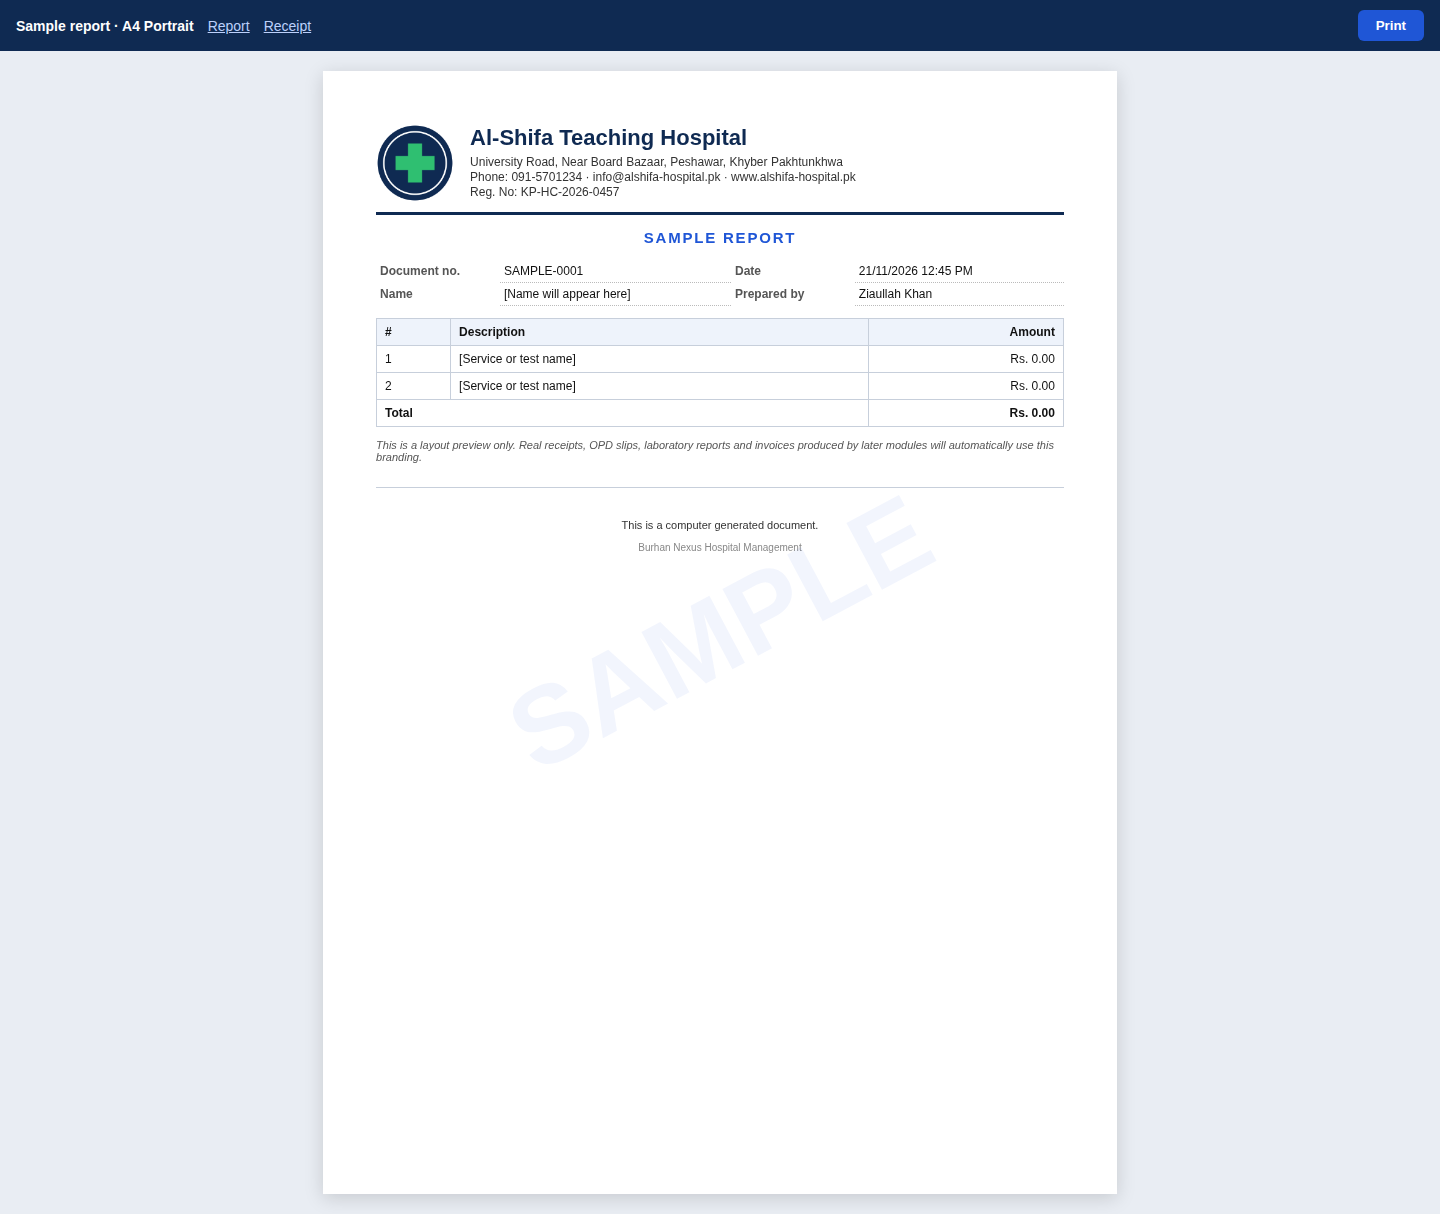 Sample report · A4 Portrait Report Receipt Print
Al-Shifa Teaching Hospital
University Road, Near Board Bazaar, Peshawar, Khyber Pakhtunkhwa
Phone: 091-5701234 · info@alshifa-hospital.pk · www.alshifa-hospital.pk
Reg. No: KP-HC-2026-0457
SAMPLE REPORT
Document no. SAMPLE-0001 Date 21/11/2026 12:45 PM
Name [Name will appear here] Prepared by Ziaullah Khan
# Description Amount
1 [Service or test name] Rs. 0.00
2 [Service or test name] Rs. 0.00
Total Rs. 0.00
This is a layout preview only. Real receipts, OPD slips, laboratory reports and invoices produced by later modules will automatically use this
branding.
This is a computer generated document.
Burhan Nexus Hospital Management
SAMPLE